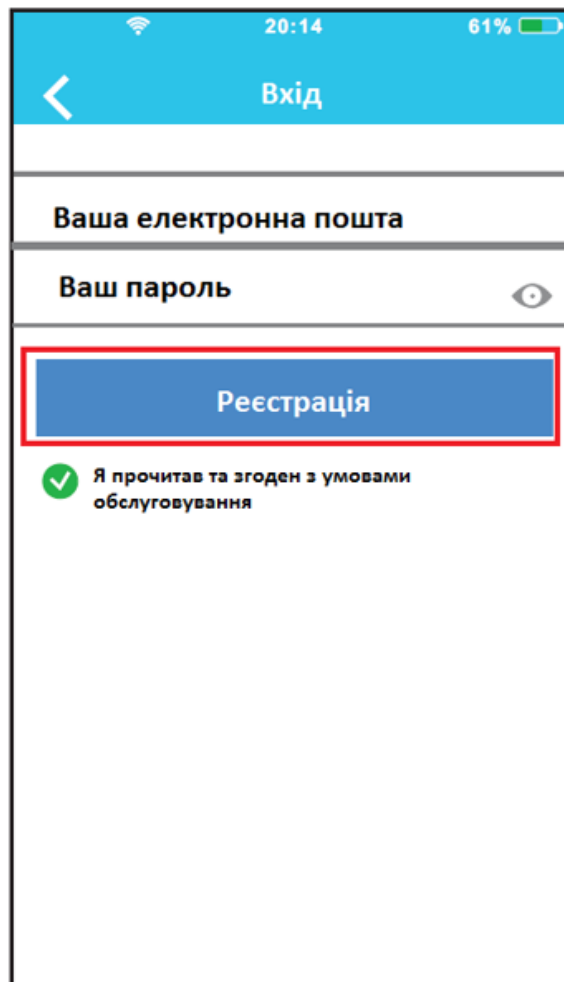 20:14
61%
Вхід
Ваша електронна пошта
Ваш пароль
Реєстрація
Я прочитав та згоден з умовами
обслуговування